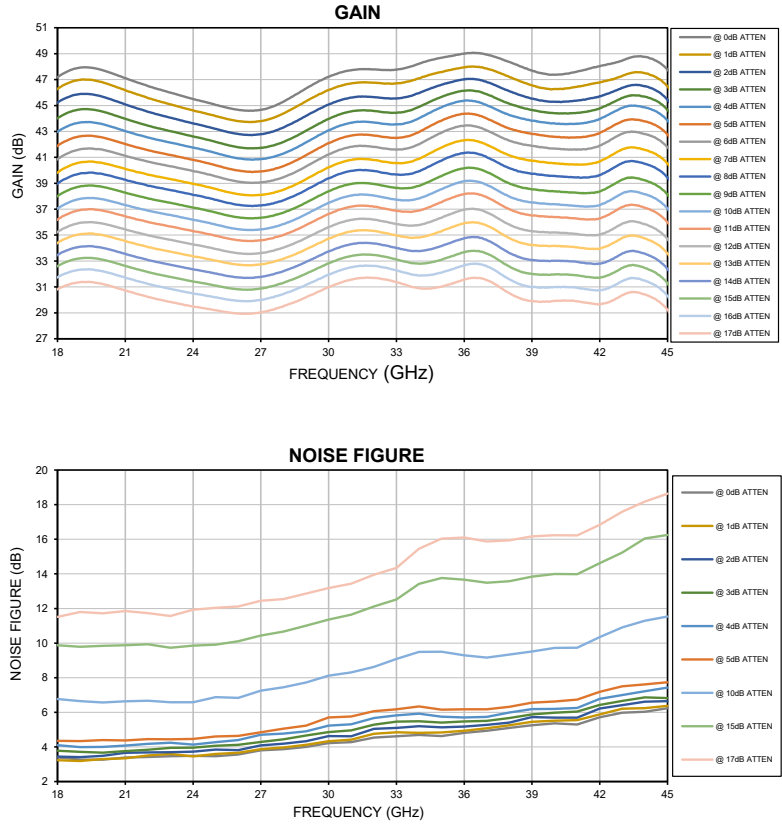 GAIN
51
49
47
45
43
41
39
37
35
33
31
29
27
GAIN (dB)
18
21
24
27
30
33
36
39
42
45
FREQUENCY (GHz)
@ 0dB ATTEN
@ 1dB ATTEN
@ 2dB ATTEN
@ 3dB ATTEN
@ 4dB ATTEN
@ 5dB ATTEN
@ 6dB ATTEN
@ 7dB ATTEN
@ 8dB ATTEN
@ 9dB ATTEN
@ 10dB ATTEN
@ 11dB ATTEN
@ 12dB ATTEN
@ 13dB ATTEN
@ 14dB ATTEN
@ 15dB ATTEN
@ 16dB ATTEN
@ 17dB ATTEN
NOISE FIGURE
20
18
16
14
12
10
8
6
4
2
NOISE FIGURE (dB)
18
21
24
27
30
33
36
39
42
45
FREQUENCY (GHz)
@ 0dB ATTEN
@ 1dB ATTEN
@ 2dB ATTEN
@ 3dB ATTEN
@ 4dB ATTEN
@ 5dB ATTEN
@ 10dB ATTEN
@ 15dB ATTEN
@ 17dB ATTEN